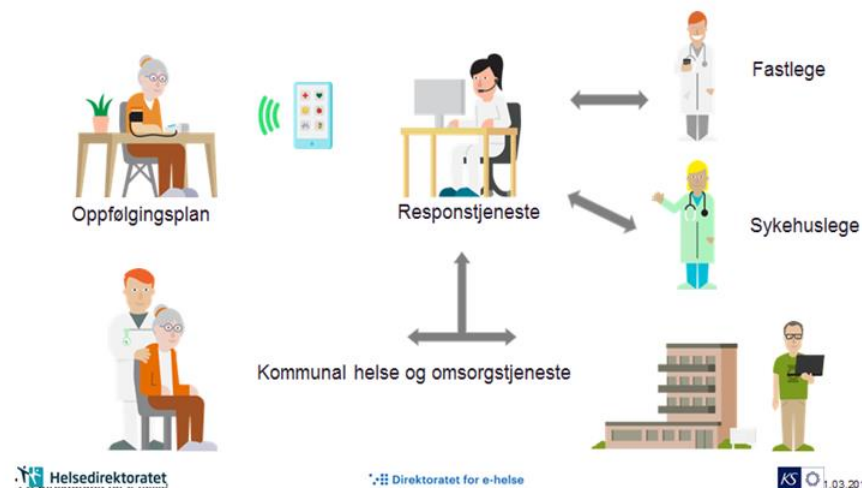 Fastlege
Oppfølgingsplan
Responstjeneste
Sykehuslege
Kommunal helse og omsorgstjeneste
Helsedirektoratet
Direktoratet for e-helse
KS